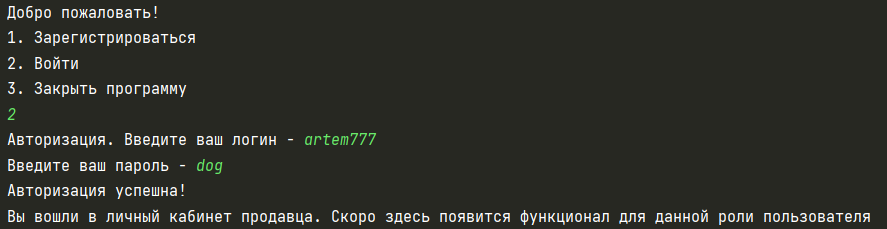 Добро пожаловать!
1. Зарегистрироваться
2. Войти
3. Закрыть программу
2
Авторизация. Введите ваш логин - artem777
Введите ваш пароль - dog
Авторизация успешна!
Вы вошли в личный кабинет продавца. Скоро здесь появится функционал для данной роли пользователя